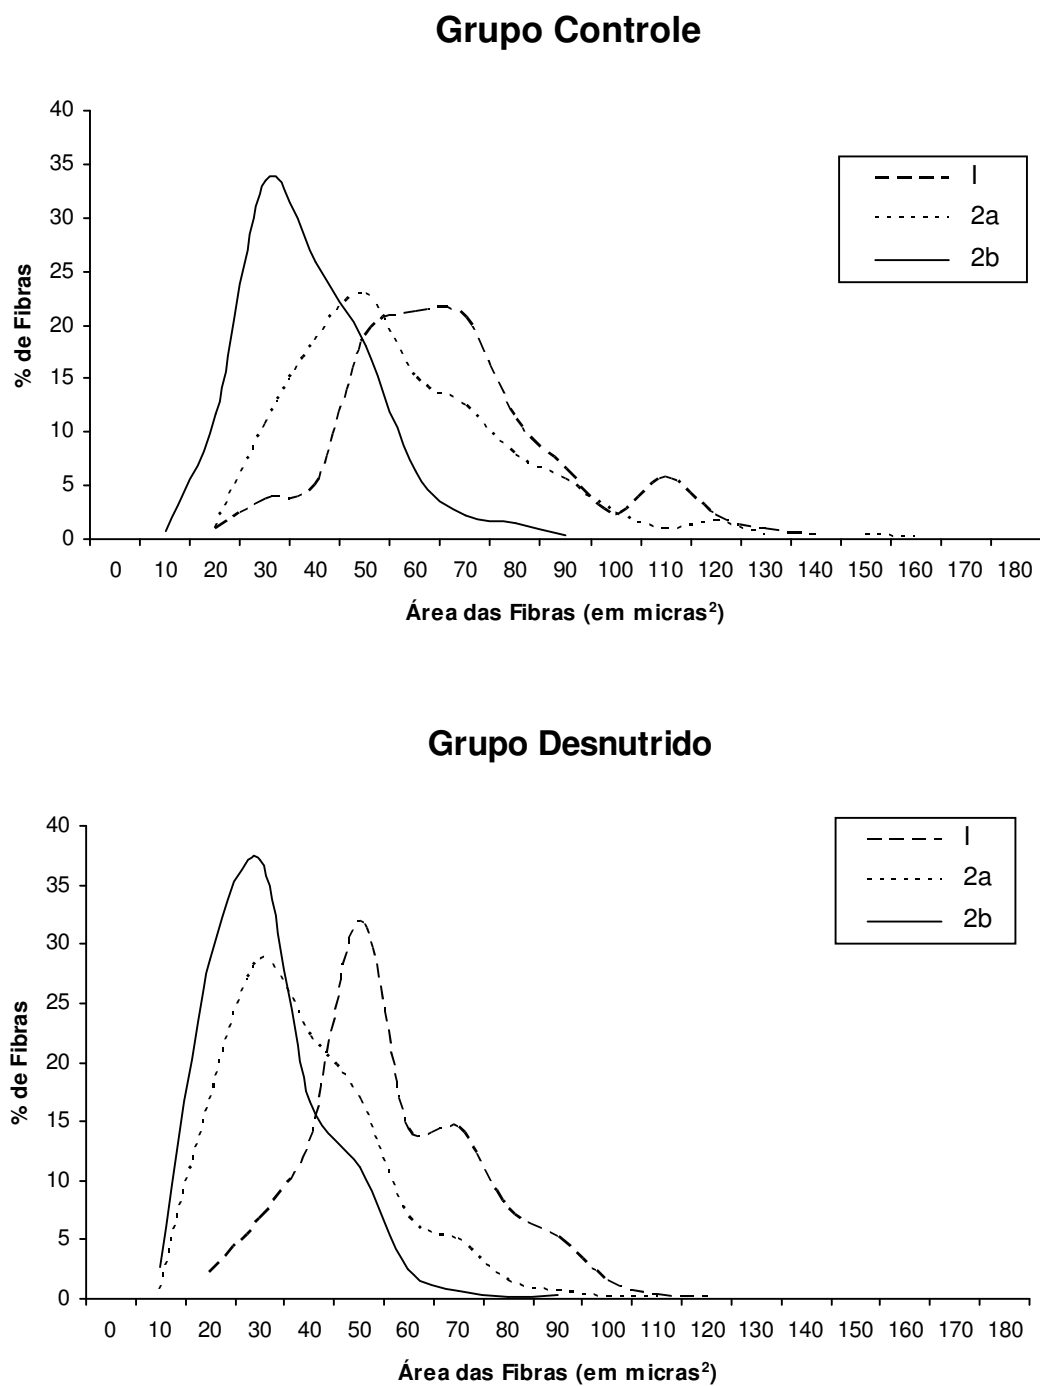 Grupo Controle
40
35
30
25
20
15
10
5
0
% de Fibras
I
2a
2b
0 10 20 30 40 50 60 70 80 90 100 110 120 130 140 160 170 180
Área das Fibras (em micras²)
Grupo Desnutrido
40
35
30
25
20
15
10
5
0
% de Fibras
I
2a
2b
0 10 20 30 40 50 60 70 80 90 100 110 120 130 140 150 160 170 180
Área das Fibras (em micras²)